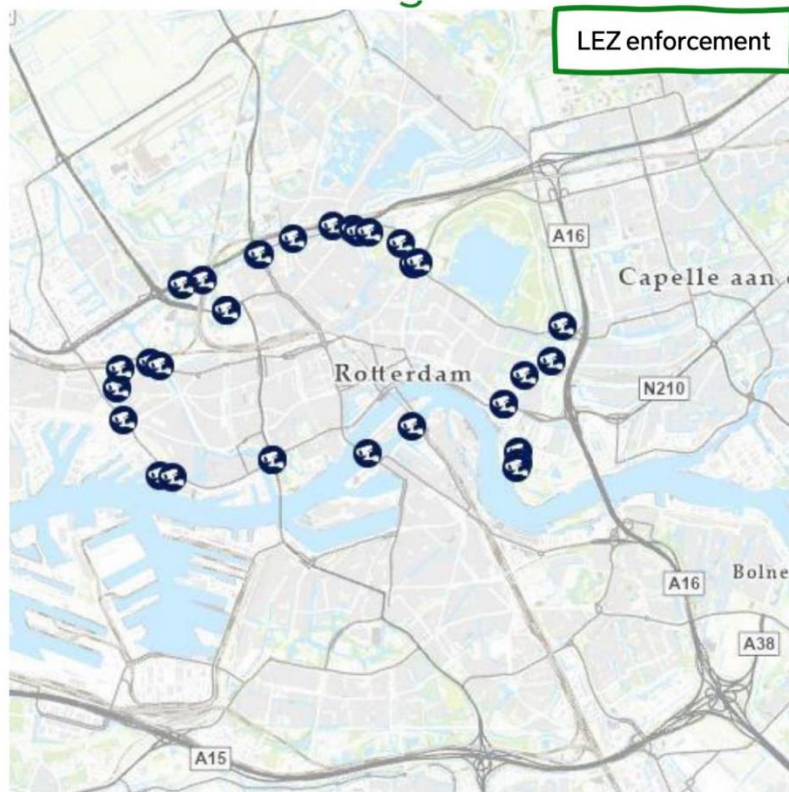 LEZ enforcement
A16
Capelle aan
Rotterdam
N210
Bolne
A16
A38
A15